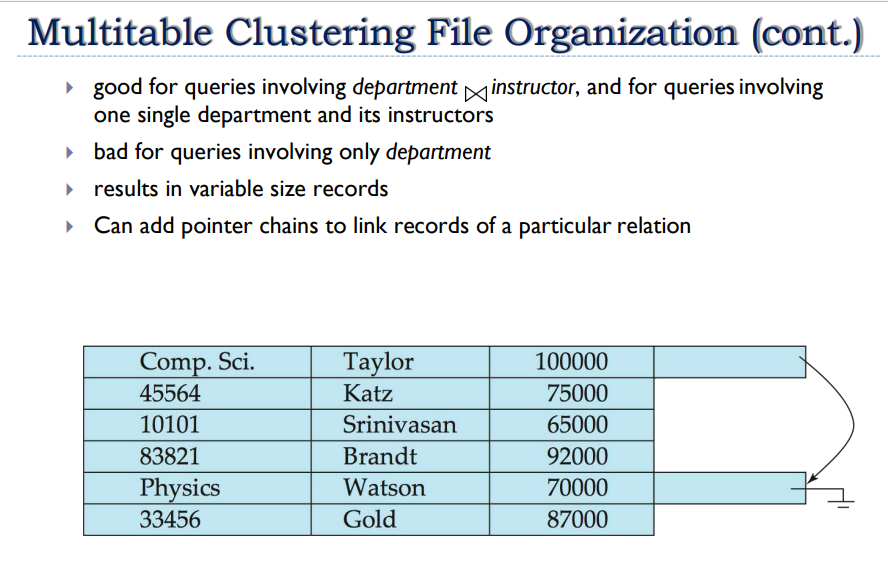 Multitable Clustering File Organization (cont.)
good for queries involving department ⋈ instructor, and for queries involving
one single department and its instructors
bad for queries involving only department
results in variable size records
Can add pointer chains to link records of a particular relation
Comp. Sci. Taylor 100000
45564 Katz 75000
10101 Srinivasan 65000
83821 Brandt 92000
Physics Watson 70000
33456 Gold 87000